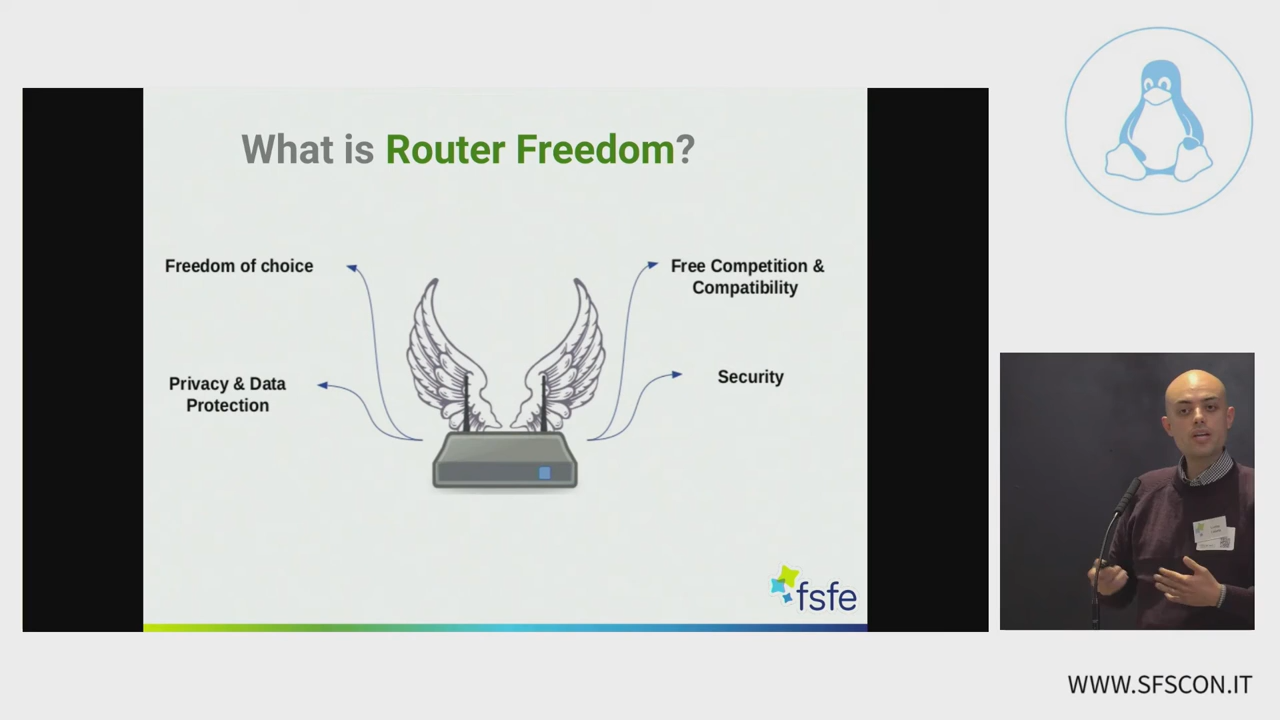 What is Router Freedom?
Freedom of choice
Free Competition &
Compatibility
Privacy & Data
Protection
Security
fsfe
WWW.SFSCON.IT